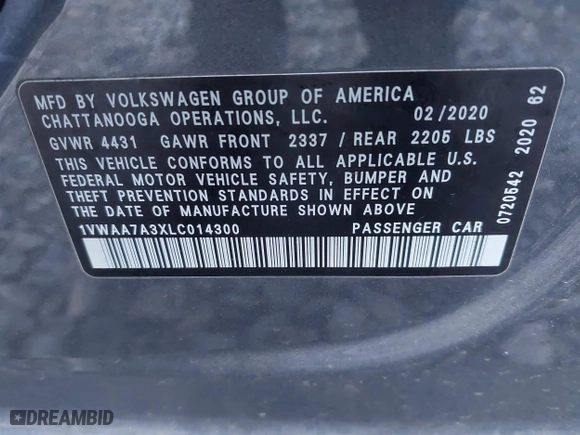 MFD BY VOLKSWAGEN GROUP OF AMERICA
CHATTANOOGA OPERATIONS, LLC. 02/2020
GVWR 4431 GAWR FRONT 2337 / REAR 2205 LBS
THIS VEHICLE CONFORMS TO ALL APPLICABLE U.S.
FEDERAL MOTOR VEHICLE SAFETY, BUMPER AND
THEFT PREVENTION STANDARDS IN EFFECT ON
THE DATE OF MANUFACTURE SHOWN ABOVE
1VWAA7A3XLC014300 PASSENGER CAR
0720642 2020 62
DREAMBID